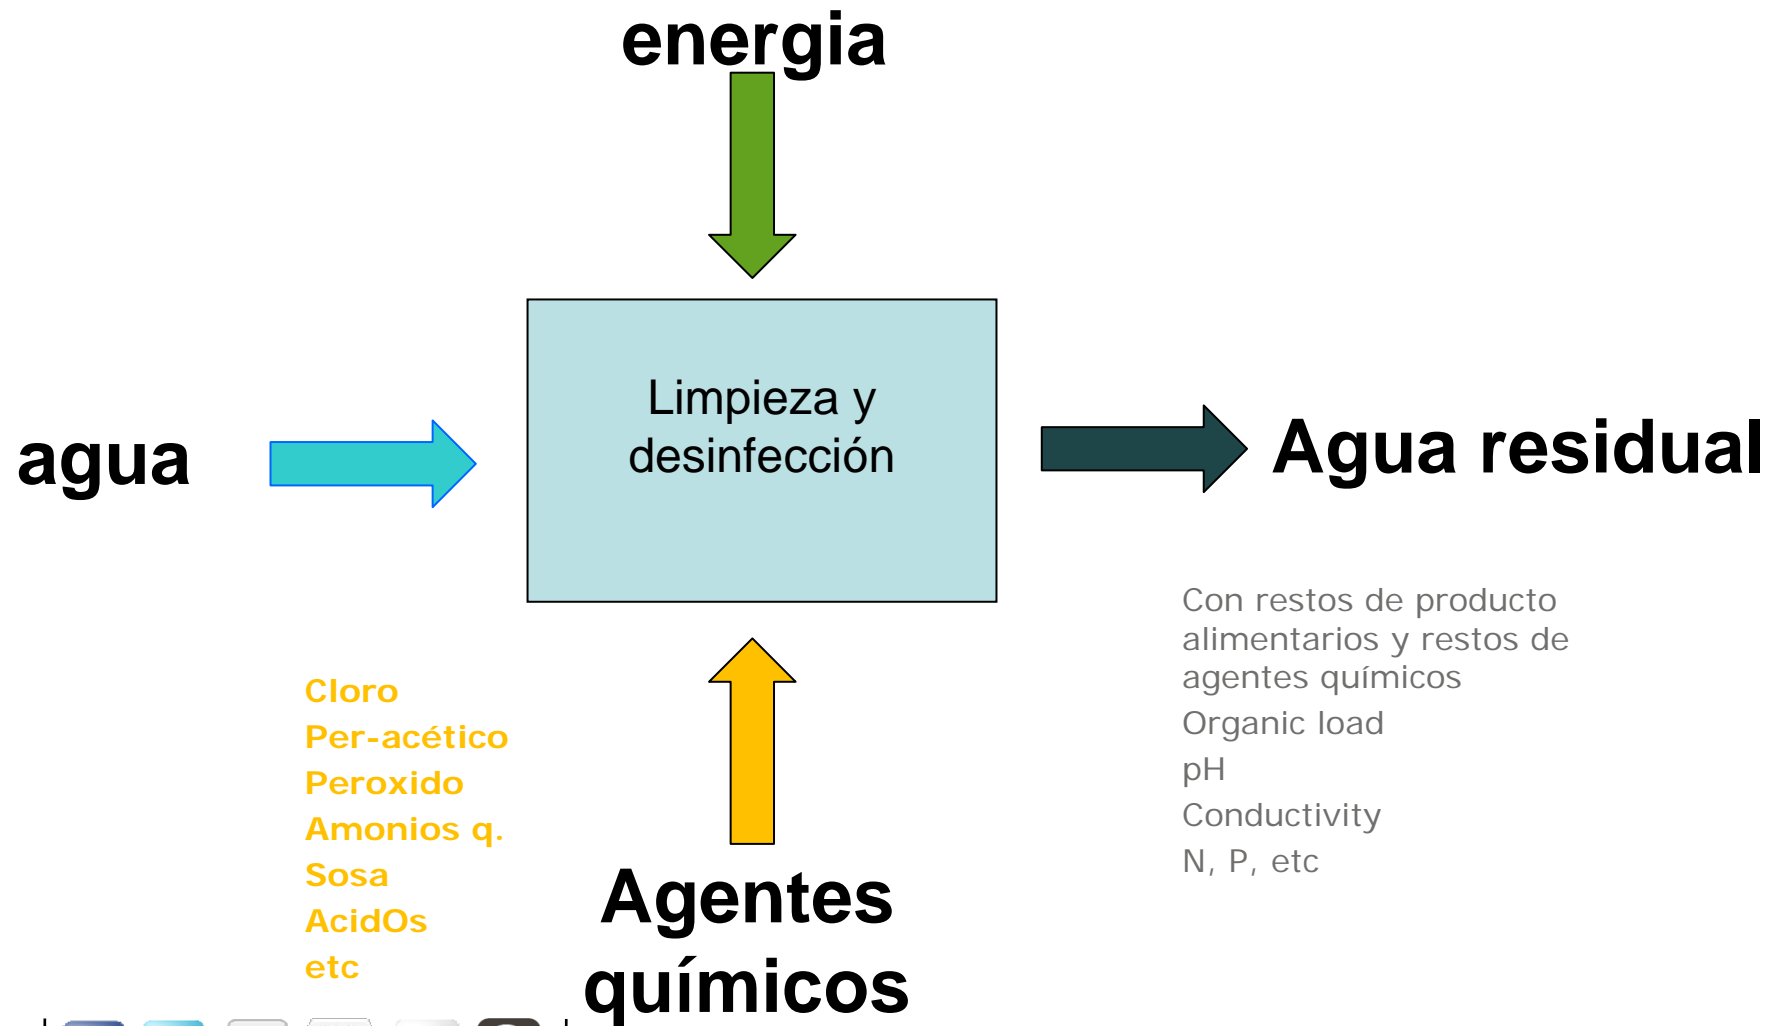 energia
Limpieza y
desinfección
agua
Agua residual
Con restos de producto
alimentarios y restos de
agentes químicos
Organic load
pH
Conductivity
N, P, etc
Cloro
Per-acético
Peroxido
Amonios q.
Sosa
AcidOs
etc
Agentes
químicos